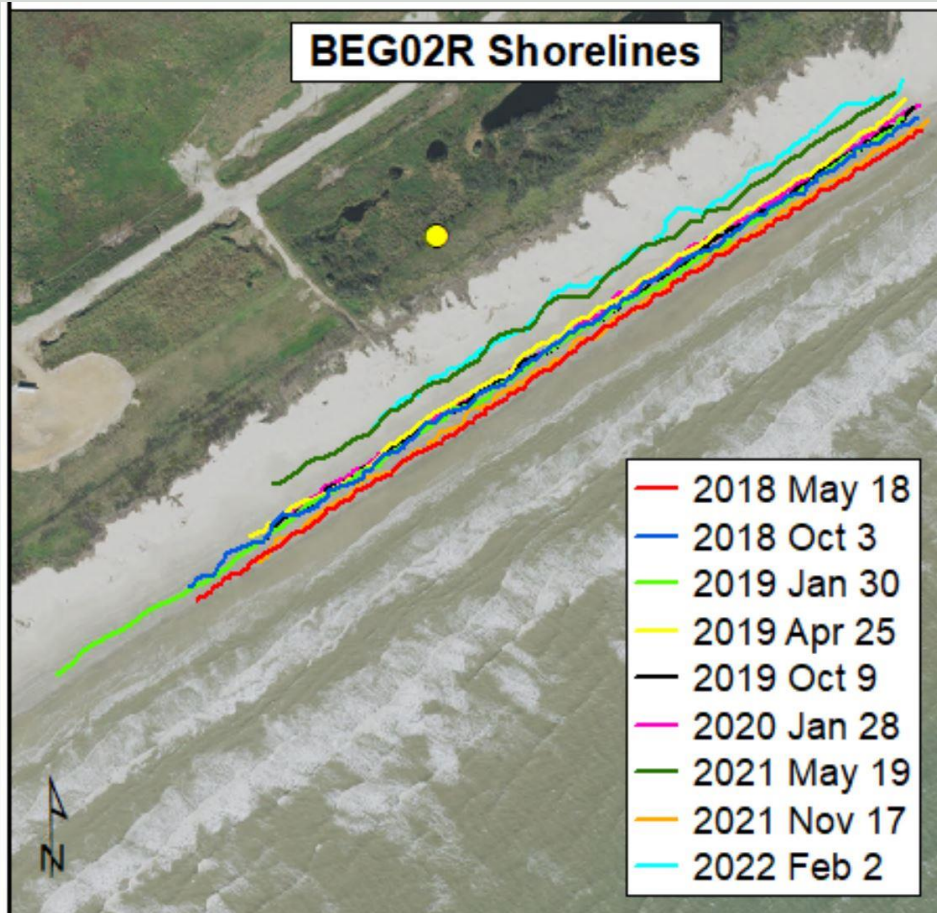 BEG02R Shorelines
2018 May 18
2018 Oct 3
2019 Jan 30
2019 Apr 25
2019 Oct 9
2020 Jan 28
2021 May 19
2021 Nov 17
2022 Feb 2
N